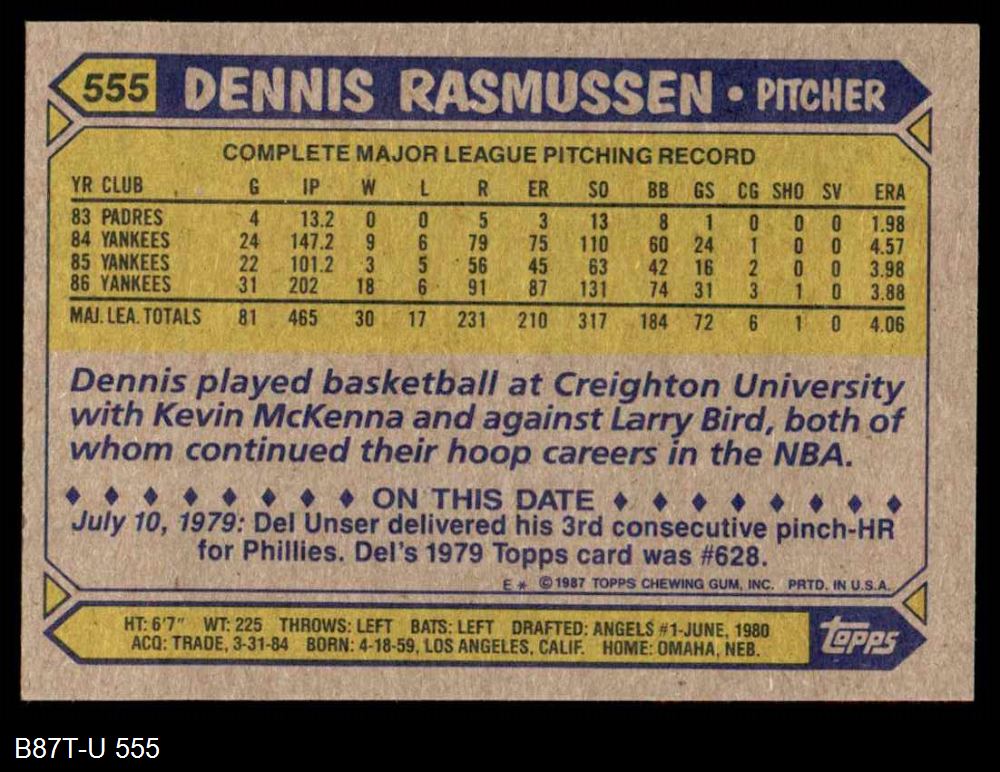 555 DENNIS RASMUSSEN • PITCHER
COMPLETE MAJOR LEAGUE PITCHING RECORD
YR CLUB G IP W L R ER SO BB GS CG SHO SV ERA
83 PADRES 4 13.2 0 0 5 3 13 8 1 0 0 0 1.98
84 YANKEES 24 147.2 9 6 79 75 110 60 24 1 0 0 4.57
85 YANKEES 22 101.2 3 5 56 45 63 42 16 2 0 0 3.98
86 YANKEES 31 202 18 6 91 87 131 74 31 3 1 0 3.88
MAJ. LEA. TOTALS 81 465 30 17 231 210 317 184 72 6 1 0 4.06
Dennis played basketball at Creighton University
with Kevin McKenna and against Larry Bird, both of
whom continued their hoop careers in the NBA.
♦ ♦ ♦ ♦ ♦ ♦ ♦ ♦ ON THIS DATE ♦ ♦ ♦ ♦ ♦ ♦ ♦ ♦
July 10, 1979: Del Unser delivered his 3rd consecutive pinch-HR
for Phillies. Del's 1979 Topps card was #628.
E* ©1987 TOPPS CHEWING GUM, INC. PRTD. IN U.S.A.
HT: 6'7" WT: 225 THROWS: LEFT BATS: LEFT DRAFTED: ANGELS #1-JUNE, 1980
ACQ: TRADE, 3-31-84 BORN: 4-18-59, LOS ANGELES, CALIF. HOME: OMAHA, NEB.
topps
B87T-U 555